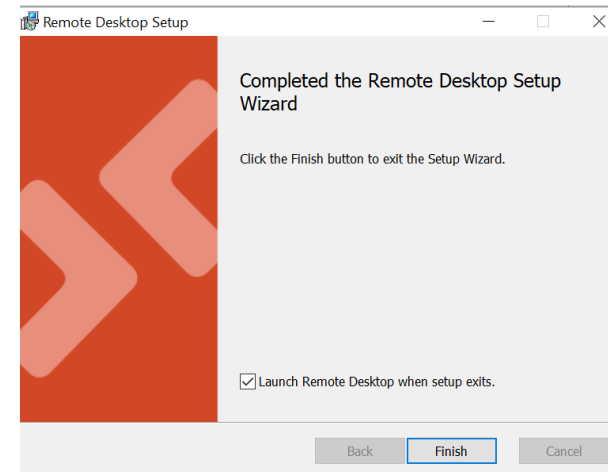 Remote Desktop Setup
Completed the Remote Desktop Setup
Wizard
Click the Finish button to exit the Setup Wizard.
Launch Remote Desktop when setup exits.
Back
Finish
Cancel